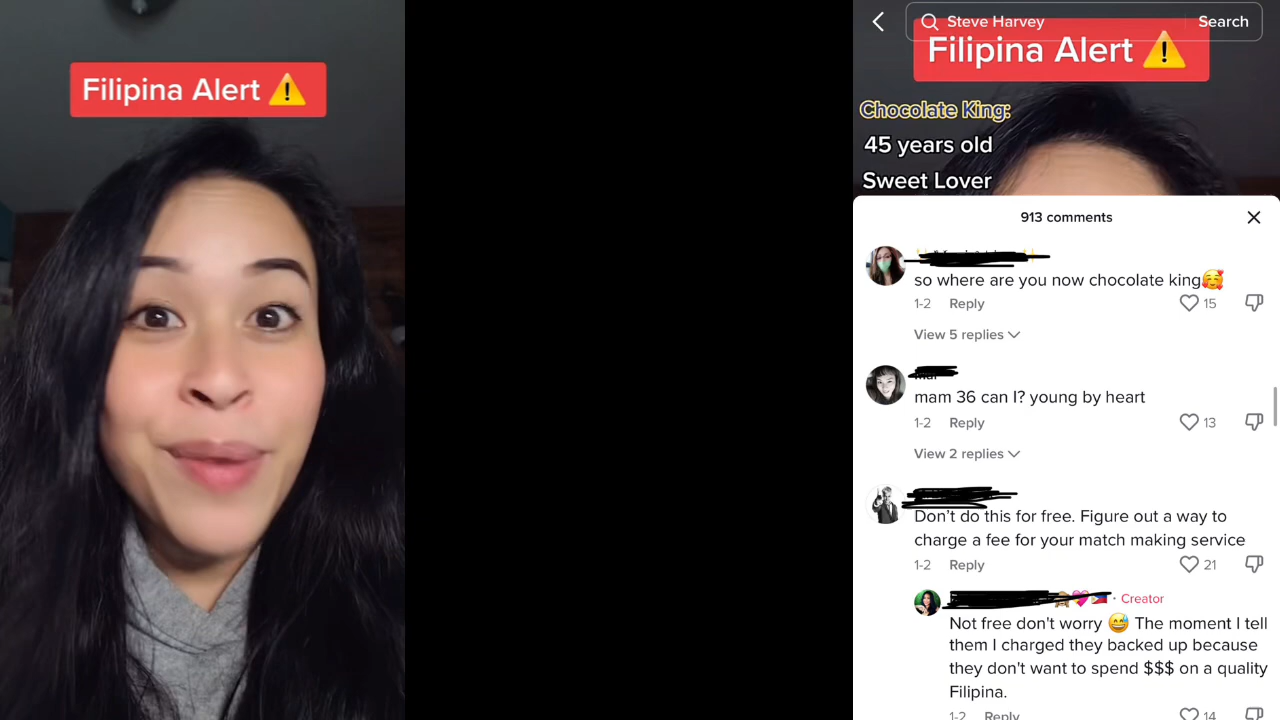 Filipina Alert ⚠️
Steve Harvey
Search
Filipina Alert ⚠️
Chocolate King:
45 years old
Sweet Lover
913 comments
so where are you now chocolate king🥰
1-2 Reply 15
View 5 replies
mam 36 can I? young by heart
1-2 Reply 13
View 2 replies
Don't do this for free. Figure out a way to
charge a fee for your match making service
1-2 Reply 21
· Creator
Not free don't worry 😅 The moment I tell
them I charged they backed up because
they don't want to spend $$$ on a quality
Filipina.
1-2 Reply 14